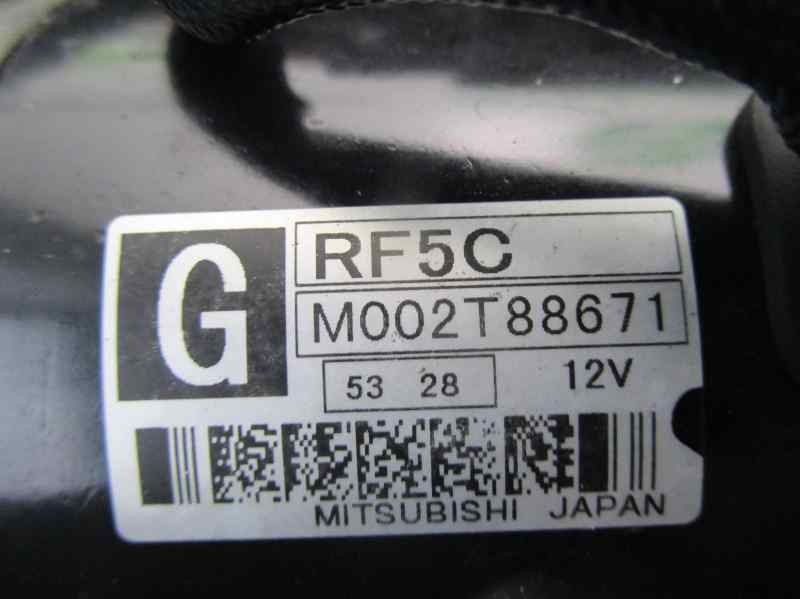 G
RF5C
M002T88671
53 28
12V
MITSUBISHI JAPAN